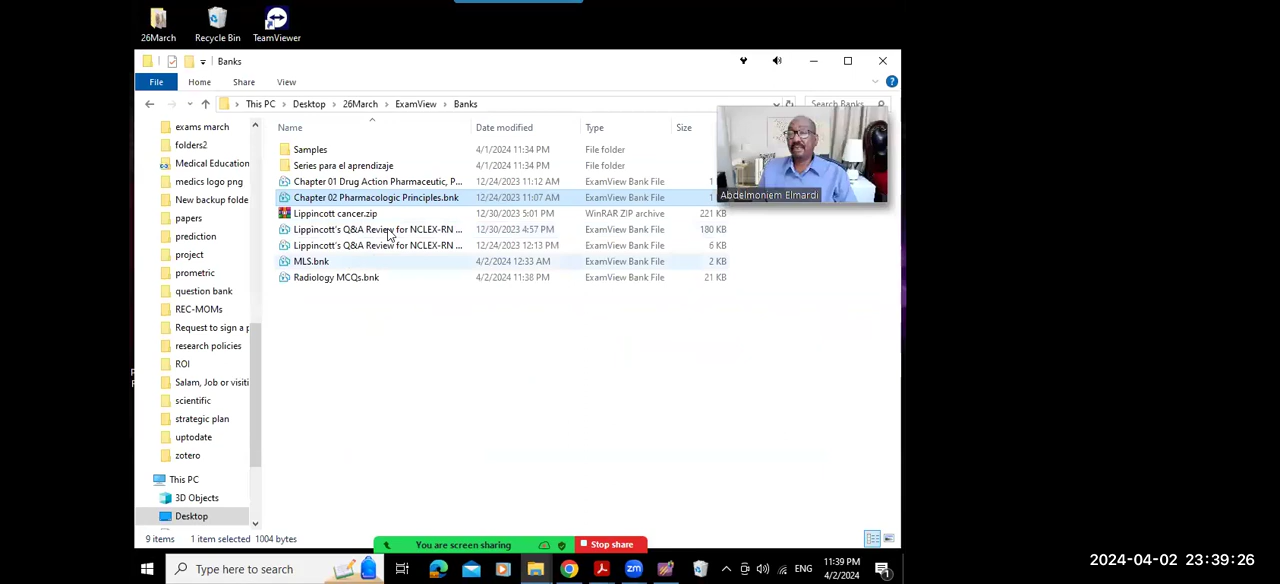 26March
Recycle Bin
TeamViewer
Banks
File
Home
Share
View
This PC
Desktop
26March
ExamView
Banks
Search Banks
exams march
folders2
Medical Education
medics logo png
New backup folde
papers
prediction
project
prometric
question bank
REC-MOMs
Request to sign a p
research policies
ROI
Salam, Job or visiti
scientific
strategic plan
uptodate
zotero
This PC
3D Objects
Desktop
Name Date modified Type Size
Samples 4/1/2024 11:34 PM File folder
Series para el aprendizaje 4/1/2024 11:34 PM File folder
Chapter 01 Drug Action Pharmaceutic, P... 12/24/2023 11:12 AM ExamView Bank File 1
Chapter 02 Pharmacologic Principles.bnk 12/24/2023 11:07 AM ExamView Bank File 1
Lippincott cancer.zip 12/30/2023 5:01 PM WinRAR ZIP archive 221 KB
Lippincott's Q&A Review for NCLEX-RN ... 12/30/2023 4:57 PM ExamView Bank File 180 KB
Lippincott's Q&A Review for NCLEX-RN ... 12/24/2023 12:13 PM ExamView Bank File 6 KB
MLS.bnk 4/2/2024 12:33 AM ExamView Bank File 2 KB
Radiology MCQs.bnk 4/2/2024 11:38 PM ExamView Bank File 21 KB
Abdelmoniem Elmardi
9 items 1 item selected 1004 bytes
You are screen sharing
Stop share
Type here to search
zm
ENG
11:39 PM
4/2/2024
1
2024-04-02 23:39:26